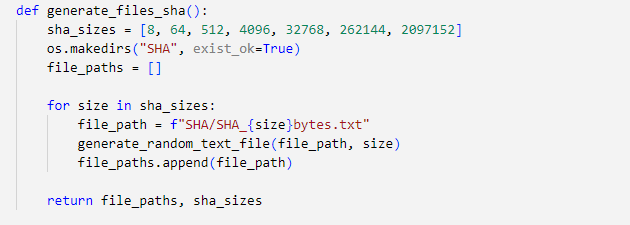 def generate_files_sha():
    sha_sizes = [8, 64, 512, 4096, 32768, 262144, 2097152]
    os.makedirs("SHA", exist_ok=True)
    file_paths = []

    for size in sha_sizes:
        file_path = f"SHA/SHA_{size}bytes.txt"
        generate_random_text_file(file_path, size)
        file_paths.append(file_path)

    return file_paths, sha_sizes